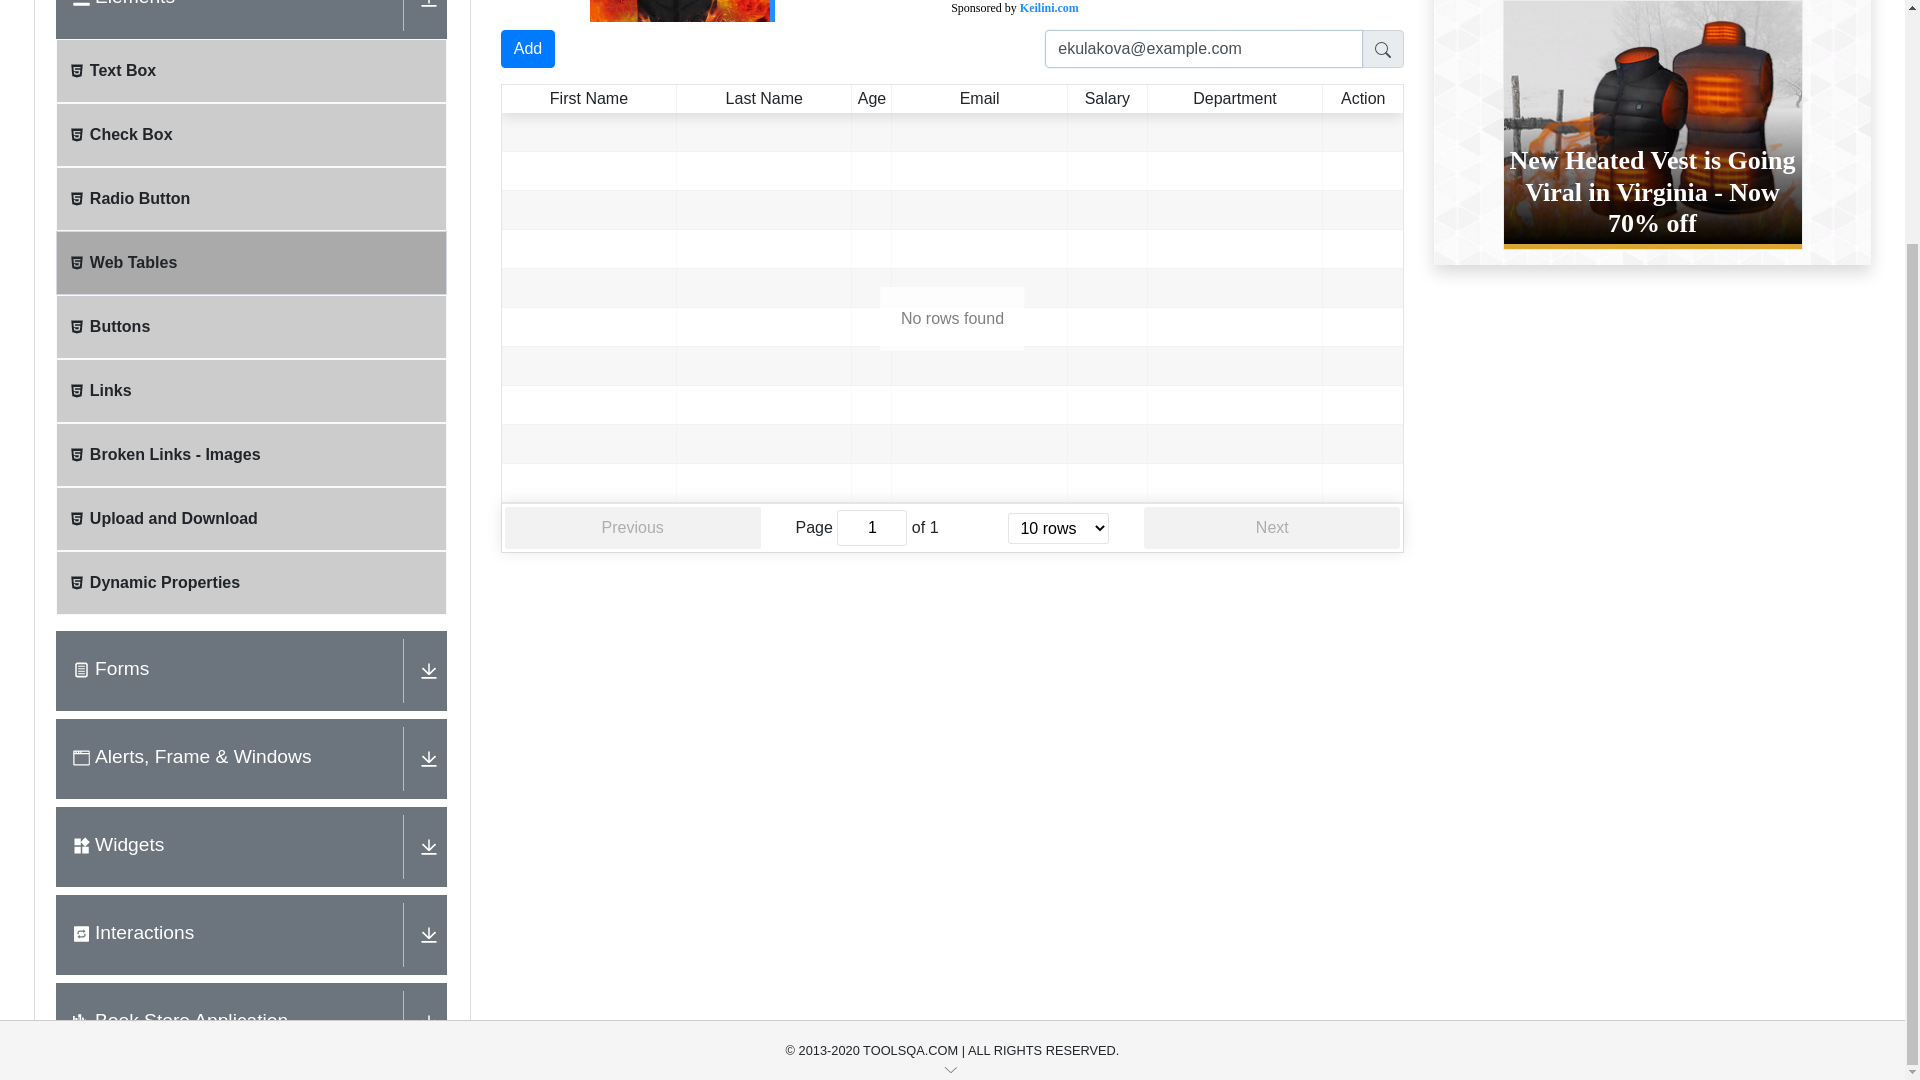 Elements
Text Box
Check Box
Radio Button
Web Tables
Buttons
Links
Broken Links - Images
Upload and Download
Dynamic Properties
Forms
Alerts, Frame & Windows
Widgets
Interactions
Book Store Application
Sponsored by Keilini.com
Add
ekulakova@example.com
First Name Last Name Age Email Salary Department Action
No rows found
Previous Page 1 of 1 10 rows Next
New Heated Vest is Going
Viral in Virginia - Now
70% off
© 2013-2020 TOOLSQA.COM | ALL RIGHTS RESERVED.